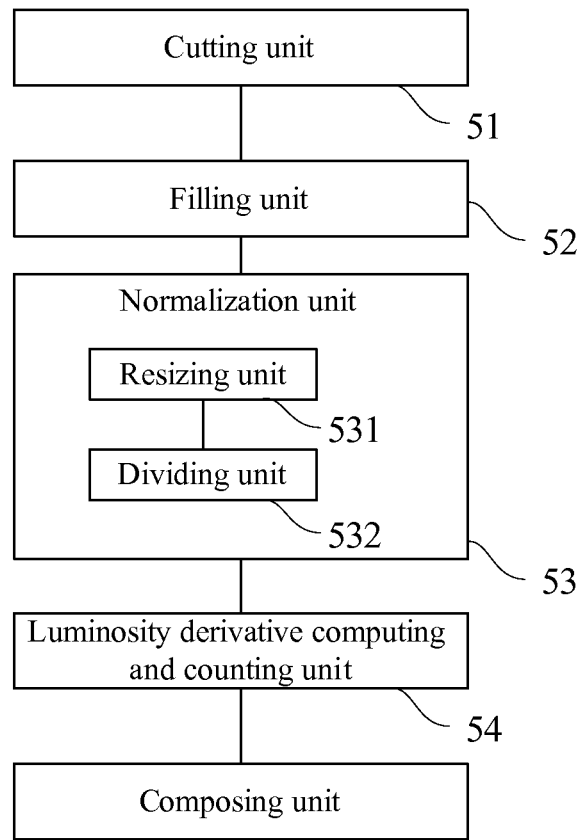 Cutting unit
51
Filling unit
52
Normalization unit
Resizing unit
531
Dividing unit
532
53
Luminosity derivative computing
and counting unit
54
Composing unit